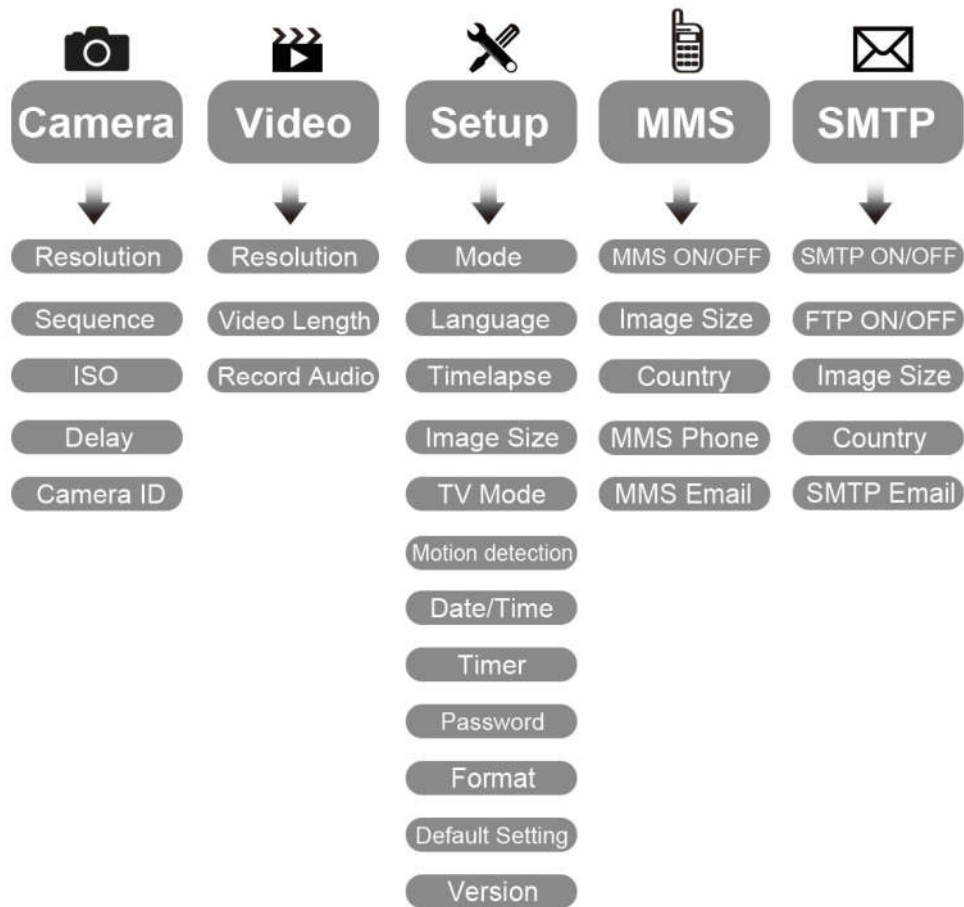 Camera
Video
Setup
MMS
SMTP
Resolution
Sequence
ISO
Delay
Camera ID
Resolution
Video Length
Record Audio
Mode
Language
Timelapse
Image Size
TV Mode
Motion detection
Date/Time
Timer
Password
Format
Default Setting
Version
MMS ON/OFF
Image Size
Country
MMS Phone
MMS Email
SMTP ON/OFF
FTP ON/OFF
Image Size
Country
SMTP Email